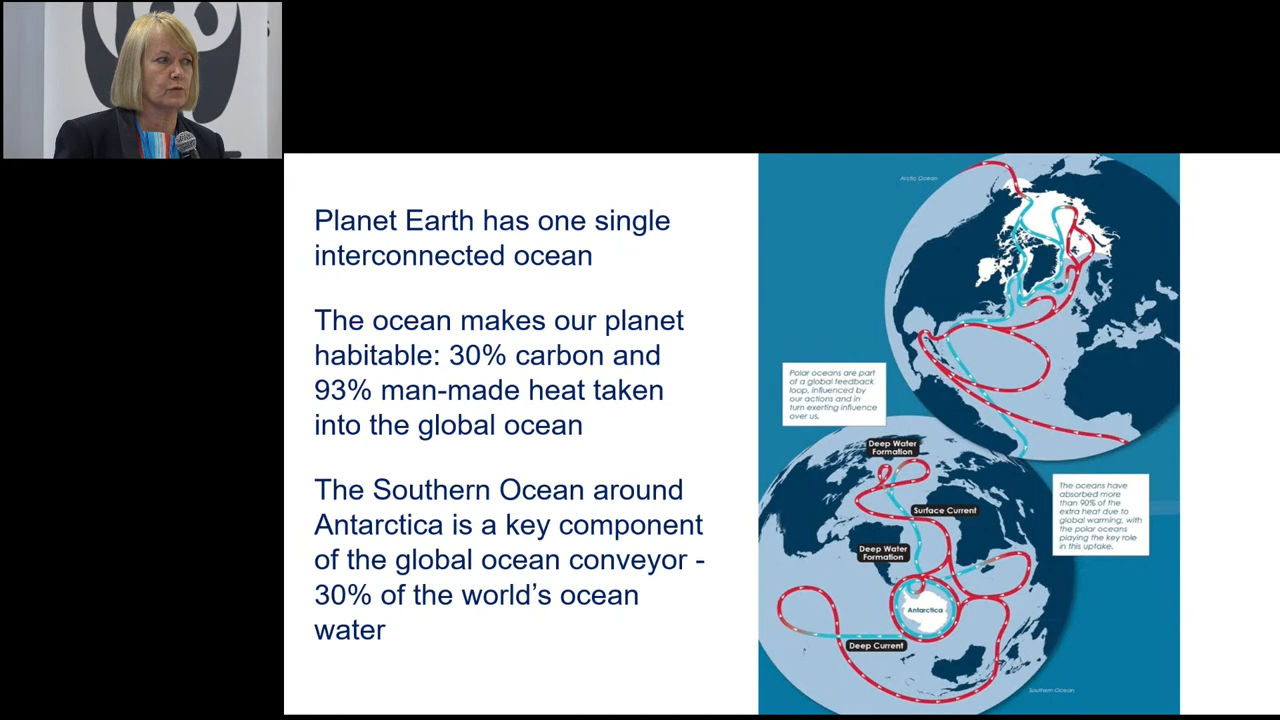 Planet Earth has one single
interconnected ocean
The ocean makes our planet
habitable: 30% carbon and
93% man-made heat taken
into the global ocean
The Southern Ocean around
Antarctica is a key component
of the global ocean conveyor -
30% of the world’s ocean
water
Arctic Ocean
Polar oceans are part
of a global feedback
loop, influenced by
our actions and in
turn exerting influence
over us.
Deep Water
Formation
Surface Current
The oceans have
absorbed more
than 90% of the
extra heat due to
global warming, with
the polar oceans
playing the key role
in this uptake.
Deep Water
Formation
Antarctica
Deep Current
Southern Ocean